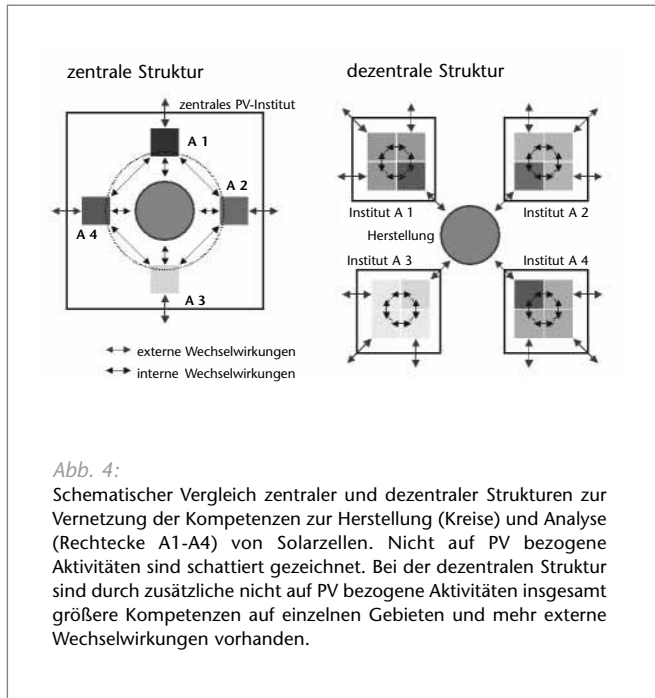 zentrale Struktur
dezentrale Struktur
zentrales PV-Institut
A 1
A 2
A 4
A 3
externe Wechselwirkungen
interne Wechselwirkungen
Institut A 1
Institut A 2
Herstellung
Institut A 3
Institut A 4
Abb. 4:
Schematischer Vergleich zentraler und dezentraler Strukturen zur
Vernetzung der Kompetenzen zur Herstellung (Kreise) und Analyse
(Rechtecke A1-A4) von Solarzellen. Nicht auf PV bezogene
Aktivitäten sind schattiert gezeichnet. Bei der dezentralen Struktur
sind durch zusätzliche nicht auf PV bezogene Aktivitäten insgesamt
größere Kompetenzen auf einzelnen Gebieten und mehr externe
Wechselwirkungen vorhanden.